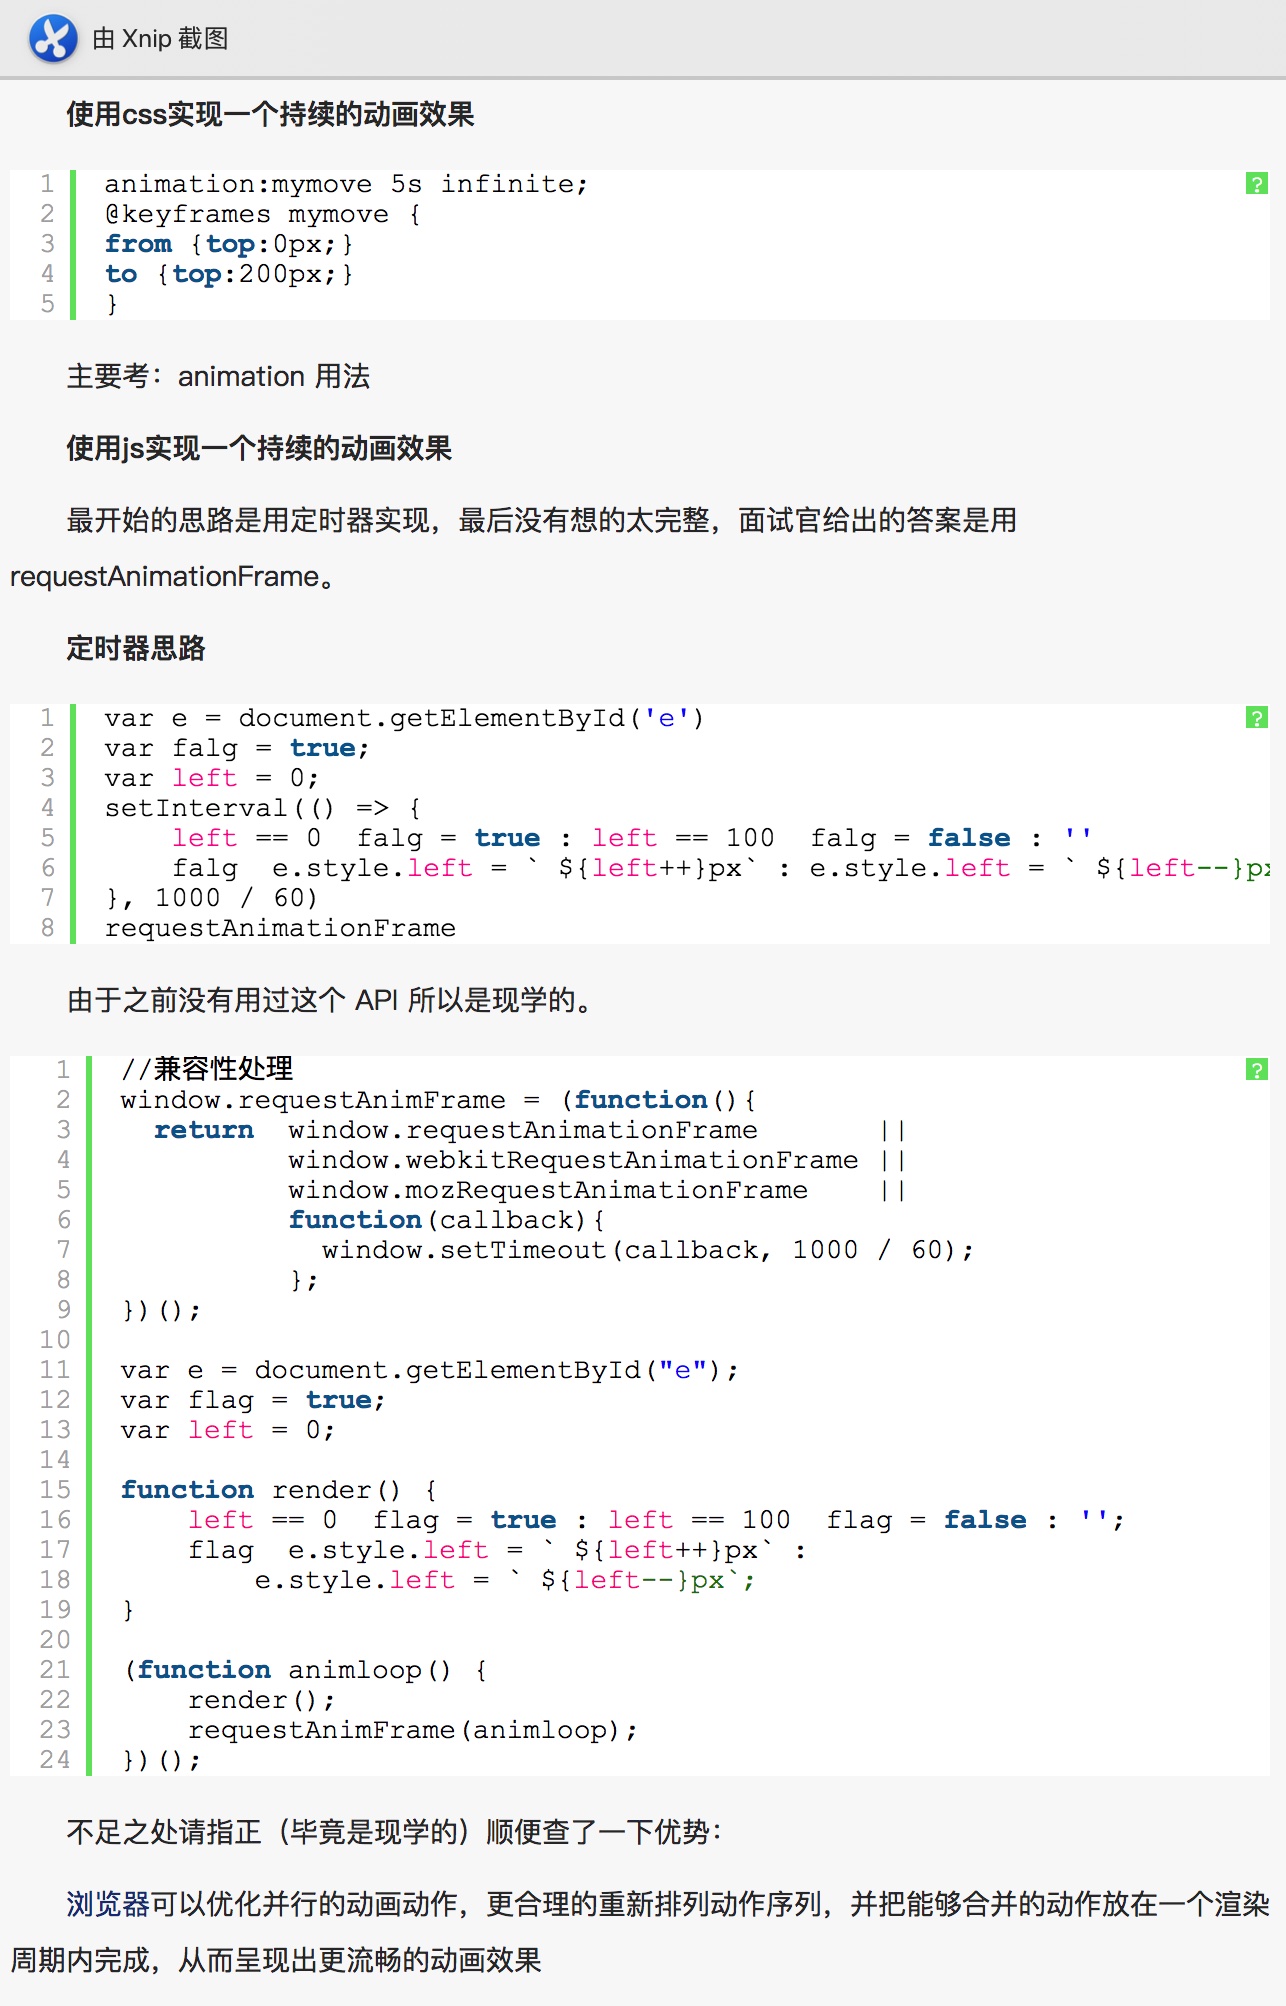 由 Xnip 截图
使用css实现一个持续的动画效果
?
1 animation:mymove 5s infinite;
2 @keyframes mymove {
3 from {top:0px;}
4 to {top:200px;}
5 }
主要考：animation 用法
使用js实现一个持续的动画效果
最开始的思路是用定时器实现，最后没有想的太完整，面试官给出的答案是用
requestAnimationFrame。
定时器思路
?
1 var e = document.getElementById('e')
2 var falg = true;
3 var left = 0;
4 setInterval(() => {
5     left == 0  falg = true : left == 100  falg = false : ''
6     falg  e.style.left = ` ${left++}px` : e.style.left = ` ${left--}px
7 }, 1000 / 60)
8 requestAnimationFrame
由于之前没有用过这个 API 所以是现学的。
?
1 //兼容性处理
2 window.requestAnimFrame = (function(){
3   return  window.requestAnimationFrame       ||
4           window.webkitRequestAnimationFrame ||
5           window.mozRequestAnimationFrame    ||
6           function(callback){
7             window.setTimeout(callback, 1000 / 60);
8           };
9 })();
10
11 var e = document.getElementById("e");
12 var flag = true;
13 var left = 0;
14
15 function render() {
16     left == 0  flag = true : left == 100  flag = false : '';
17     flag  e.style.left = ` ${left++}px` :
18         e.style.left = ` ${left--}px`;
19 }
20
21 (function animloop() {
22     render();
23     requestAnimFrame(animloop);
24 })();
不足之处请指正（毕竟是现学的）顺便查了一下优势：
浏览器可以优化并行的动画动作，更合理的重新排列动作序列，并把能够合并的动作放在一个渲染
周期内完成，从而呈现出更流畅的动画效果